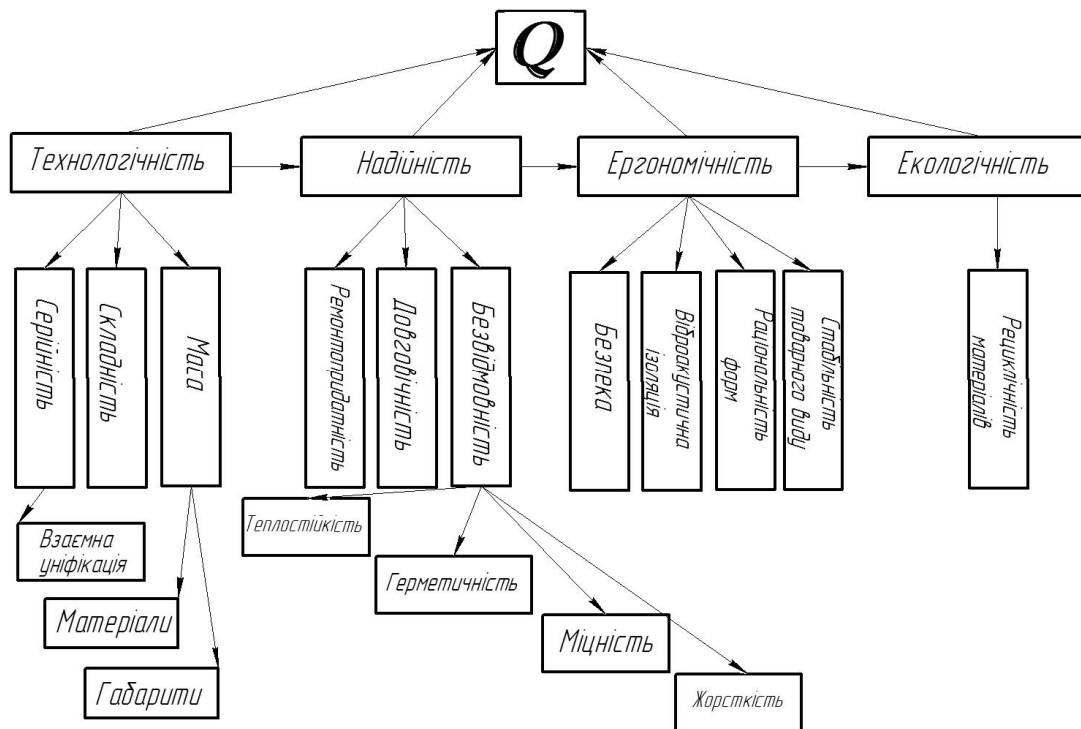 Q
Технологічність
Надійність
Ергономічність
Екологічність
Серійність
Складність
Маса
Ремонтопридатність
Довговічність
Безвідмовність
Безпека
Віброакустична
ізоляція
Раціональність
форм
Стабільність
товарного виду
Рециклічність
матеріалів
Взаємна
уніфікація
Матеріали
Габарити
Теплостійкість
Герметичність
Міцність
Жорсткість